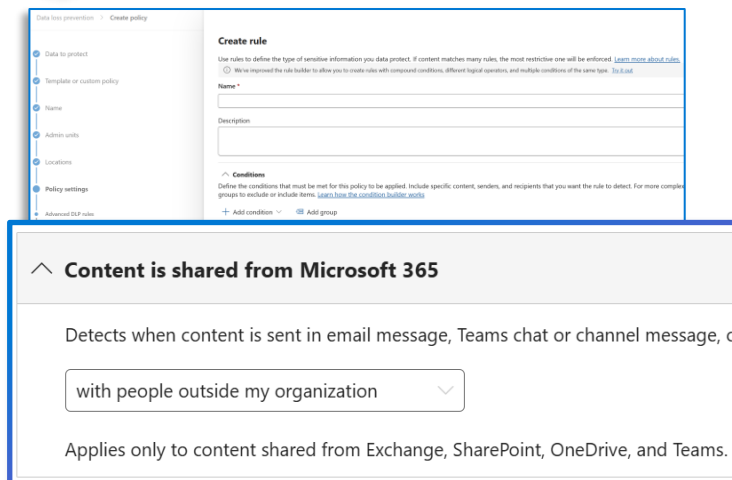 Data loss prevention > Create policy
Data to protect
Template or custom policy
Name
Admin units
Locations
Policy settings
Advanced DLP rules
Create rule
Use rules to define the type of sensitive information you data protect. If content matches many rules, the most restrictive one will be enforced. Learn more about rules.
We've improved the rule builder to allow you to create rules with compound conditions, different logical operators, and multiple conditions of the same type. Try it out
Name *
Description
Conditions
Define the conditions that must be met for this policy to be applied. Include specific content, senders, and recipients that you want the rule to detect. For more complex
groups to exclude or include items. Learn how the condition builder works
+ Add condition Add group
Content is shared from Microsoft 365
Detects when content is sent in email message, Teams chat or channel message,
with people outside my organization
Applies only to content shared from Exchange, SharePoint, OneDrive, and Teams.